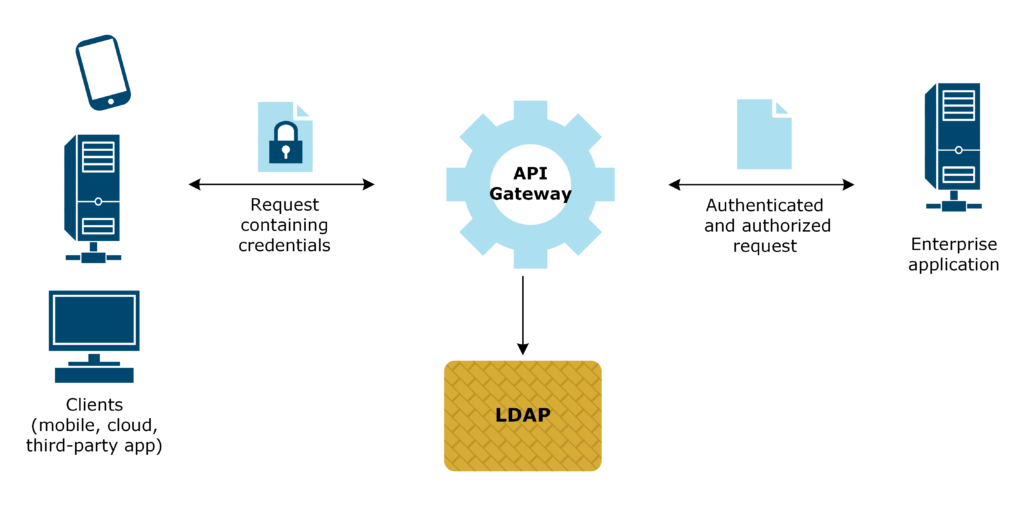 API
Gateway
Request
containing
credentials
Authenticated
and authorized
request
Enterprise
application
Clients
(mobile, cloud,
third-party app)
LDAP